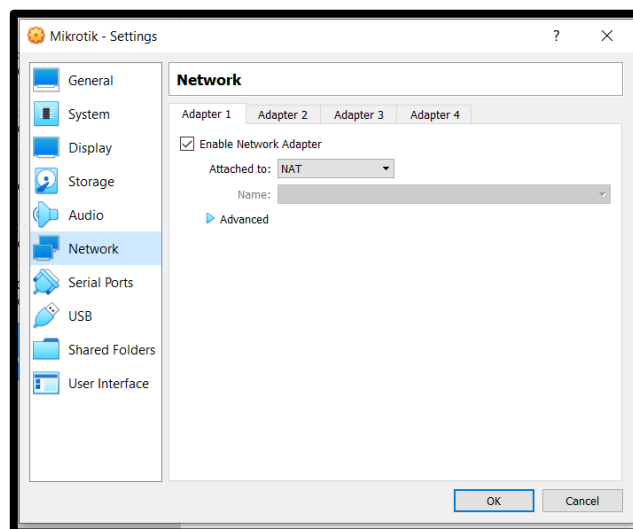 Mikrotik - Settings
?
General
System
Display
Storage
Audio
Network
Serial Ports
USB
Shared Folders
User Interface
Network
Adapter 1 Adapter 2 Adapter 3 Adapter 4
Enable Network Adapter
Attached to: NAT
Name:
Advanced
OK Cancel